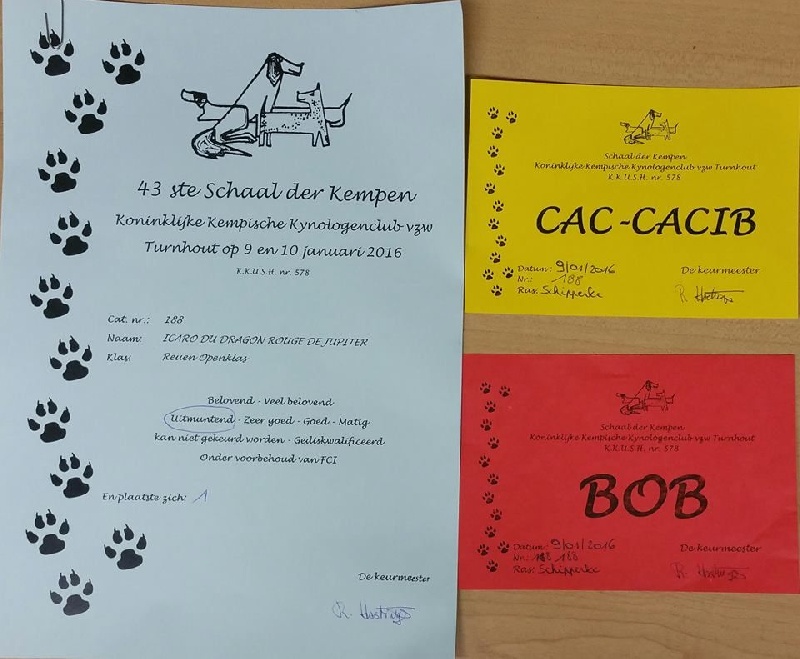 43 ste Schaal der Kempen
Koninklijke Kempische Kynologenclub vzw
Turnhout op 9 en 10 januari 2016
K.K.U.S.H. nr. 578
Cat. nr.: 188
Naam: ICARO DU DRAGON ROUGE DE JUPITER
Klas: Reuen Openklas
Belovend - Veel belovend
Uitmuntend - Zeer goed - Goed - Matig
kan niet gekeurd worden - Gediskwalificeerd
Onder voorbehoud van FCI
En plaatste zich: 1
De keurmeester
Schaal der Kempen
Koninklijke Kempische Kynologenclub vzw Turnhout
K.K.U.S.H. nr. 578
CAC-CACIB
Datum: 9/01/2016
De keurmeester
Nr.: 188
Ras: Schipperke
R.
Schaal der Kempen
Koninklijke Kempische Kynologenclub vzw Turnhout
K.K.U.S.H. nr. 578
BOB
Datum: 9/01/2016
De keurmeester
Nr.: 188
Ras: Schipperke
R.